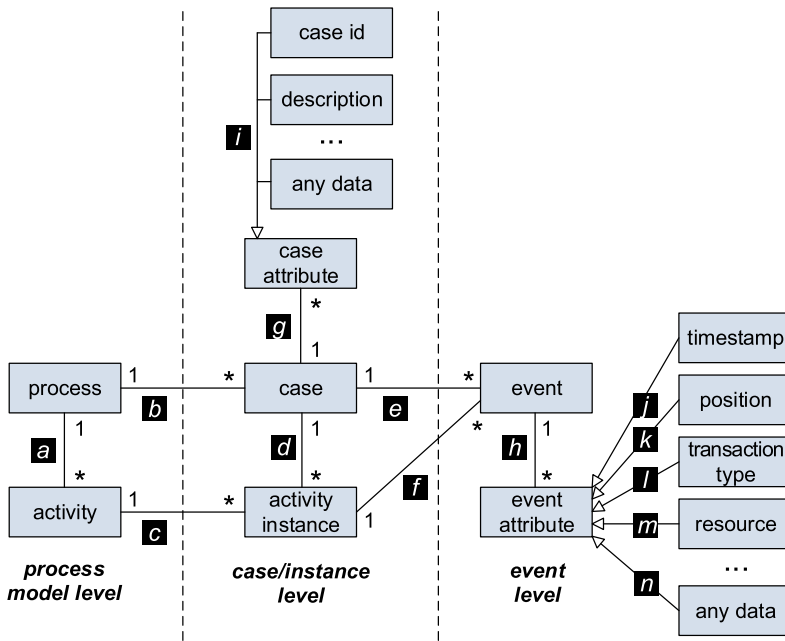 case id
description
...
i
any data
case
attribute
*
g
1
timestamp
process
1
b
*
case
1
e
*
event
j
position
a
1
*
d
1
*
f
*
h
1
*
k
transaction
type
l
activity
1
c
*
activity
instance
1
event
attribute
m
resource
...
n
any data
process
model level
case/instance
level
event
level